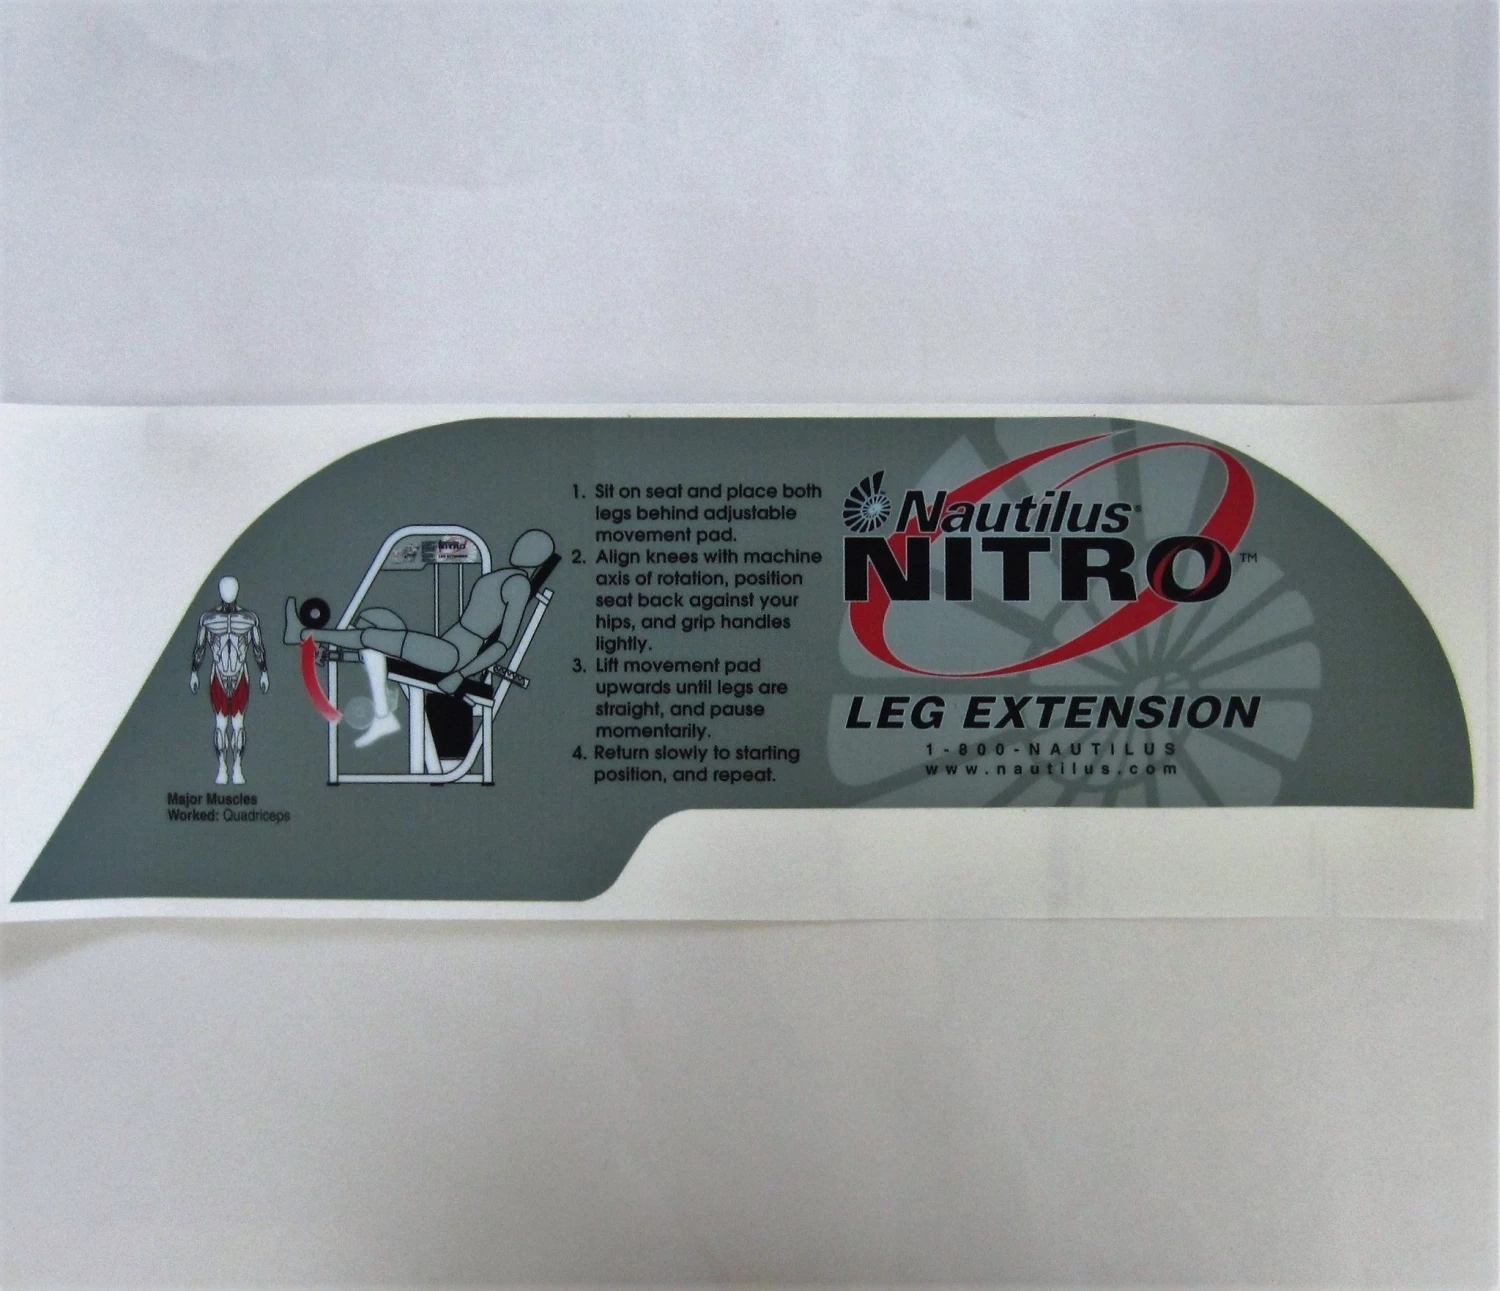 1. Sit on seat and place both
legs behind adjustable
movement pad.
2. Align knees with machine
axis of rotation, position
seat back against your
hips, and grip handles
lightly.
3. Lift movement pad
upwards until legs are
straight, and pause
momentarily.
4. Return slowly to starting
position, and repeat.
Major Muscles
Worked: Quadriceps
NITRO
Nautilus®
NITRO™
LEG EXTENSION
1-800-NAUTILUS
www.nautilus.com